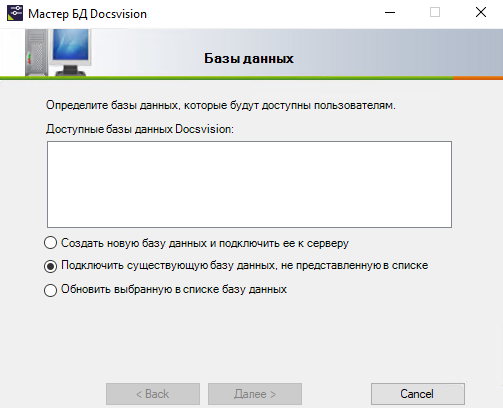 Мастер БД Docsvision
Базы данных
Определите базы данных, которые будут доступны пользователям.
Доступные базы данных Docsvision:
Создать новую базу данных и подключить ее к серверу
Подключить существующую базу данных, не представленную в списке
Обновить выбранную в списке базу данных
< Back
Далее >
Cancel